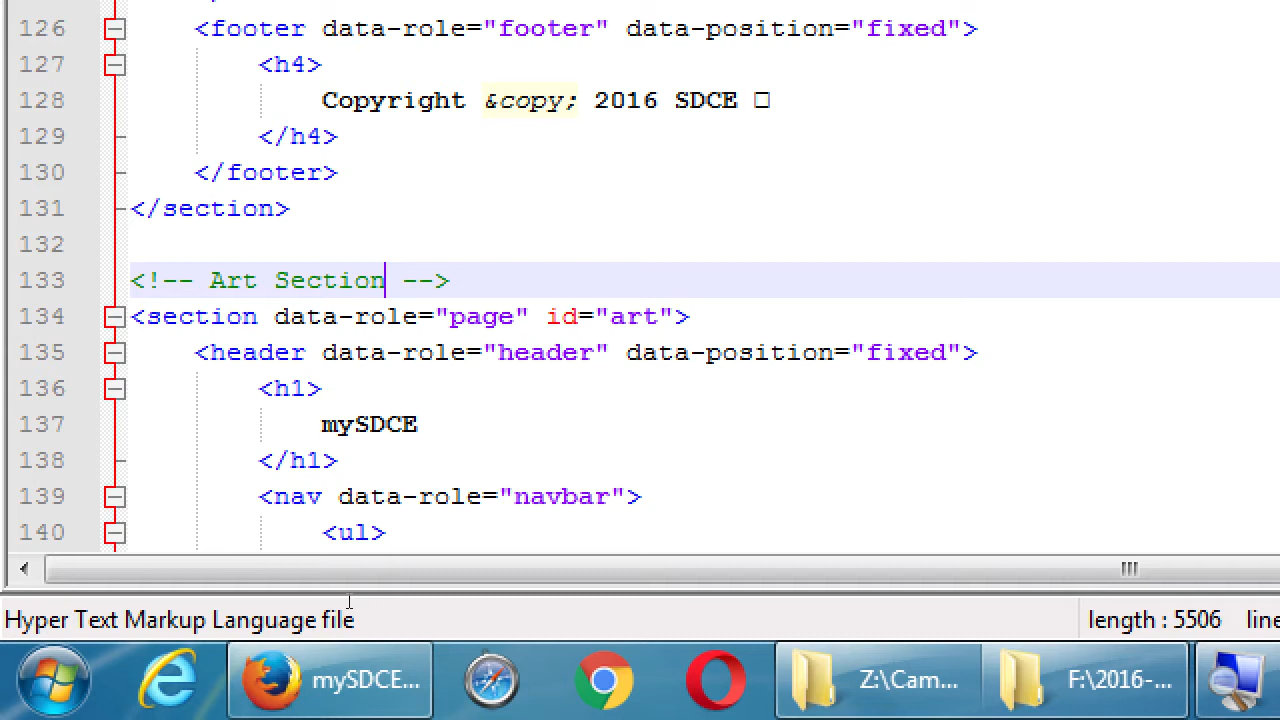 126 <footer data-role="footer" data-position="fixed">
127 <h4>
128 Copyright &copy; 2016 SDCE □
129 </h4>
130 </footer>
131 </section>
132
133 <!-- Art Section -->
134 <section data-role="page" id="art">
135 <header data-role="header" data-position="fixed">
136 <h1>
137 mySDCE
138 </h1>
139 <nav data-role="navbar">
140 <ul>
Hyper Text Markup Language file length : 5506 line
mySDCE... Z:\Cam... F:\2016-...